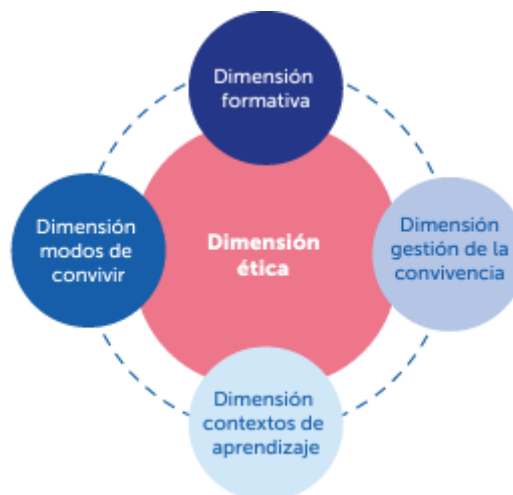 Dimensión
formativa
Dimensión
modos de
convivir
Dimensión
ética
Dimensión
gestión de la
convivencia
Dimensión
contextos de
aprendizaje